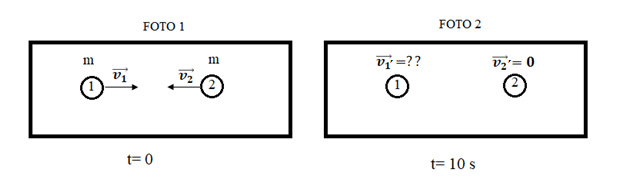 FOTO 1
m m
v₁ v₂
1 2
t= 0
FOTO 2
v₁′ =?? v₂′= 0
1 2
t= 10 s